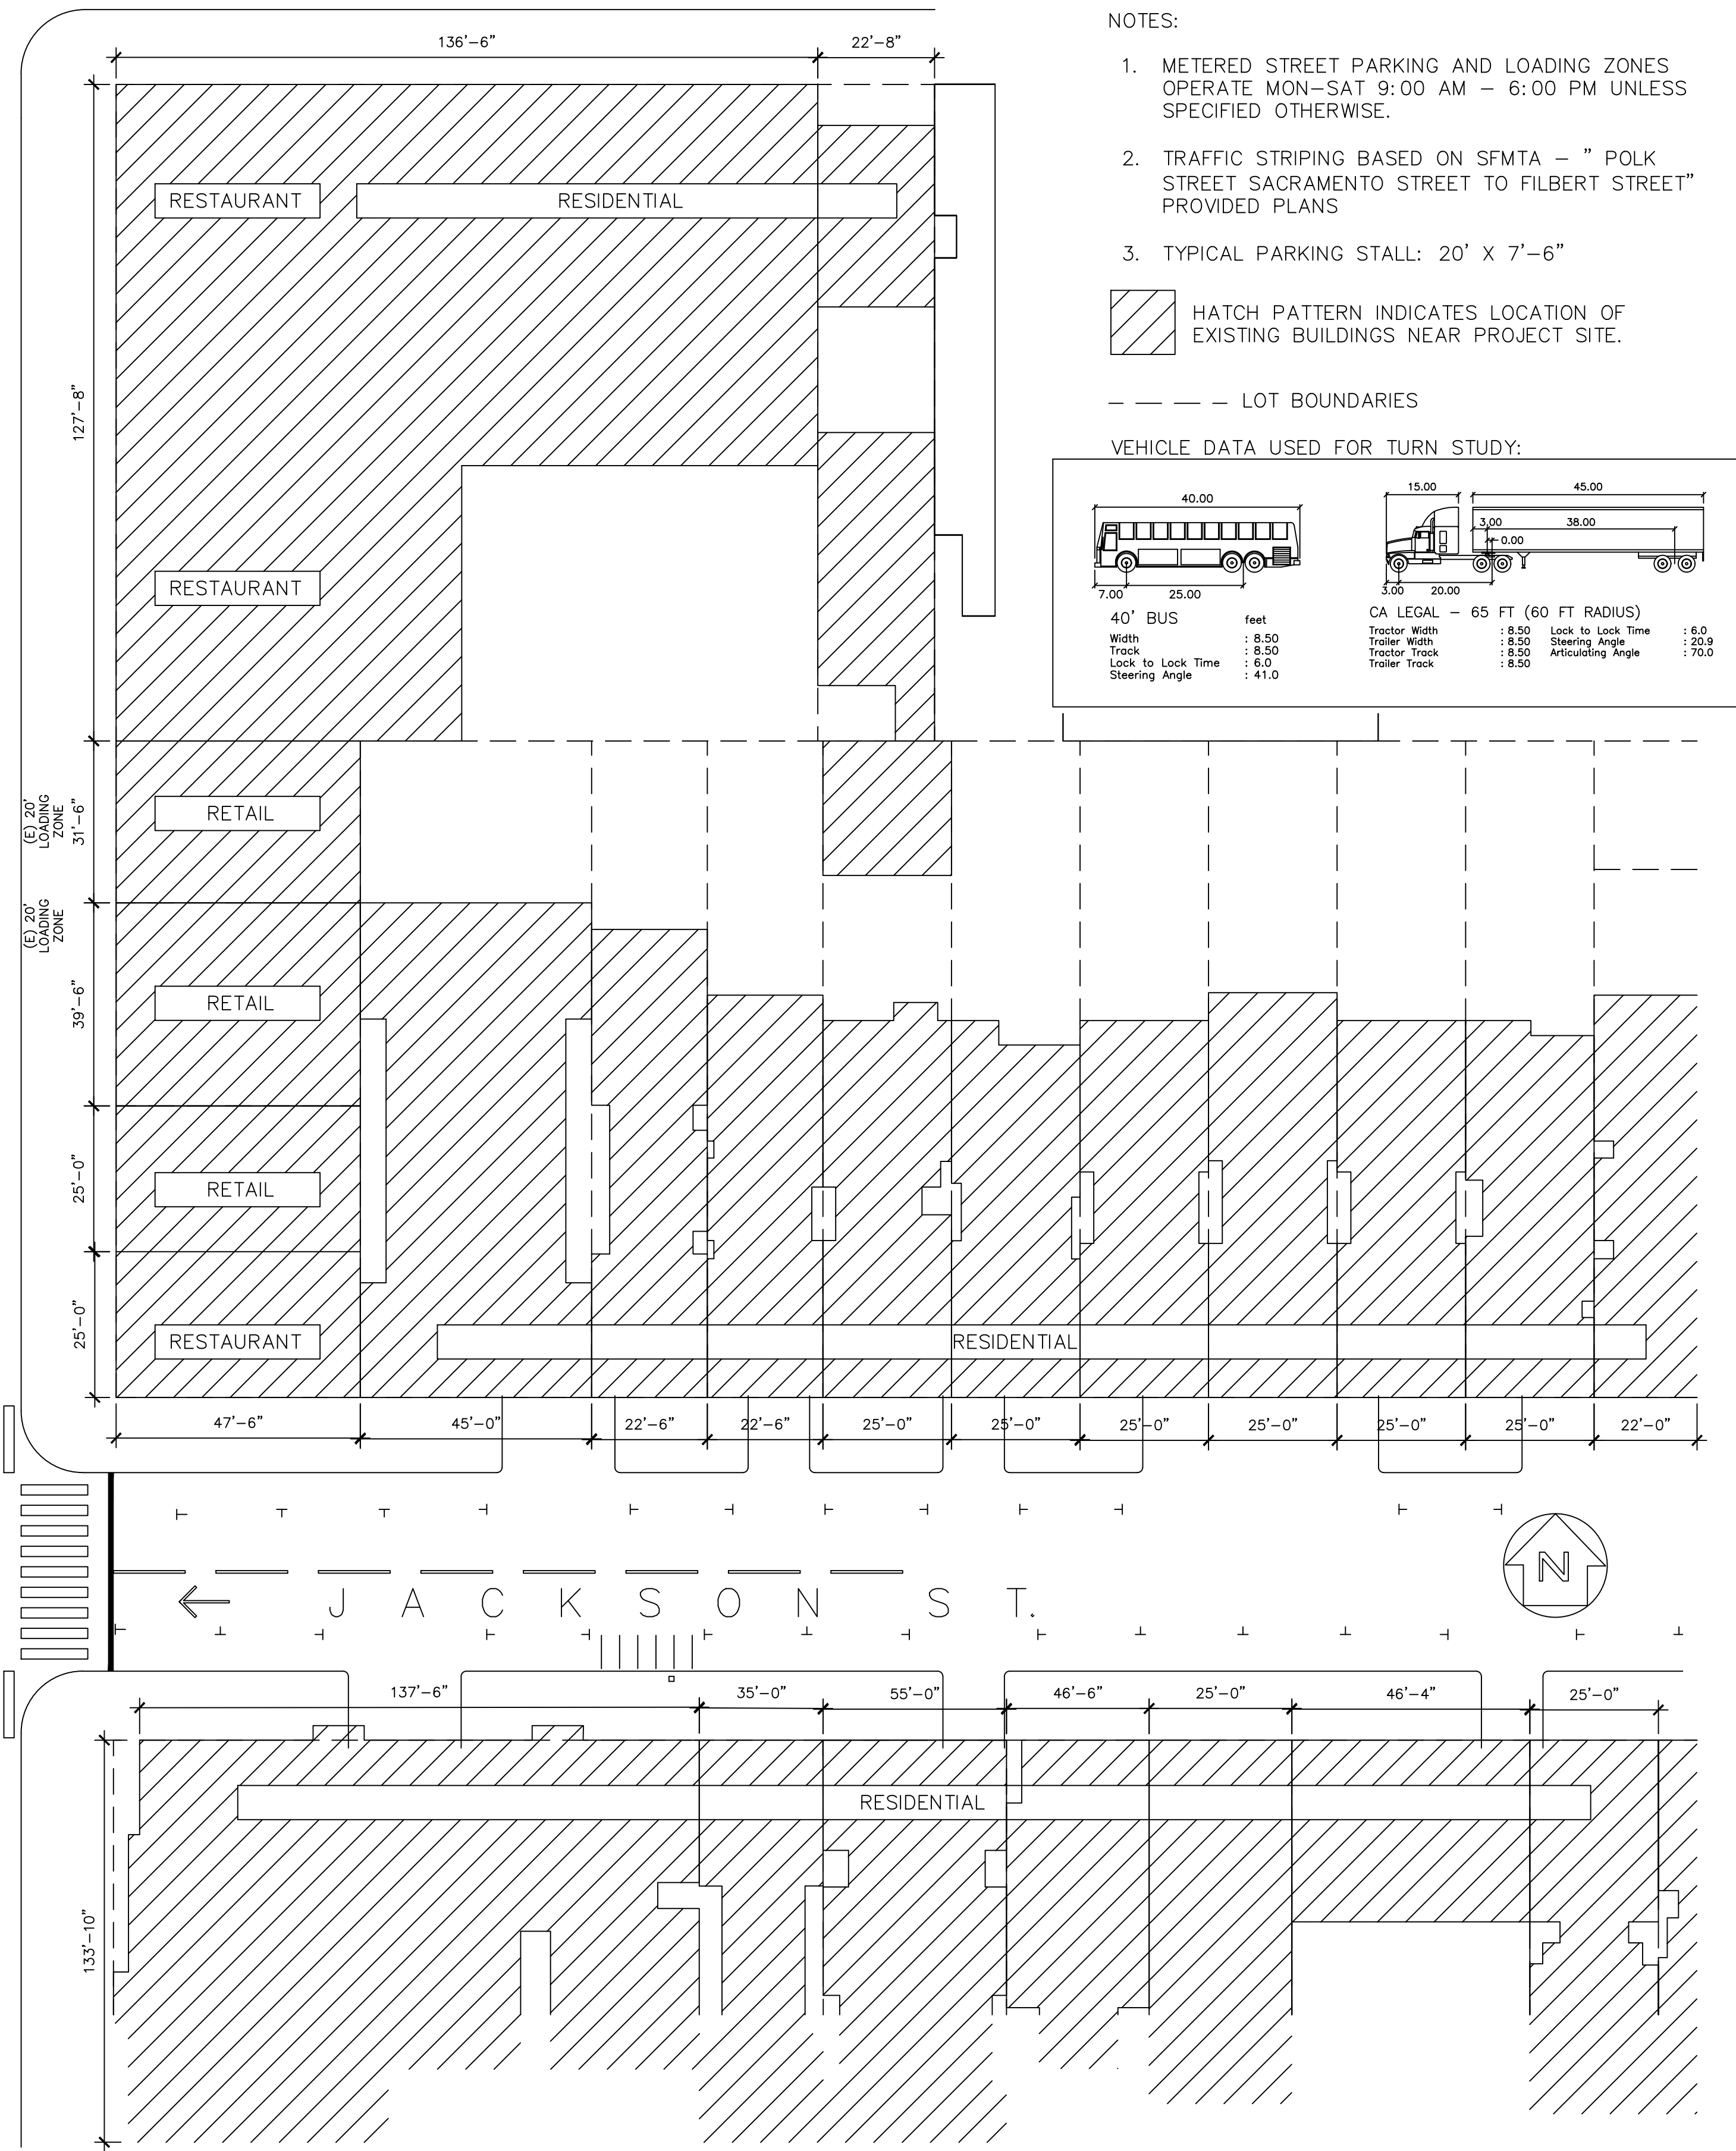 NOTES:
1. METERED STREET PARKING AND LOADING ZONES
OPERATE MON-SAT 9:00 AM - 6:00 PM UNLESS
SPECIFIED OTHERWISE.
2. TRAFFIC STRIPING BASED ON SFMTA - " POLK
STREET SACRAMENTO STREET TO FILBERT STREET"
PROVIDED PLANS
3. TYPICAL PARKING STALL: 20' X 7'-6"
HATCH PATTERN INDICATES LOCATION OF
EXISTING BUILDINGS NEAR PROJECT SITE.
LOT BOUNDARIES
VEHICLE DATA USED FOR TURN STUDY:
40.00
7.00 25.00
40' BUS feet
Width : 8.50
Track : 8.50
Lock to Lock Time : 6.0
Steering Angle : 41.0
15.00 45.00
3.00 38.00
0.00
3.00 20.00
CA LEGAL - 65 FT (60 FT RADIUS)
Tractor Width : 8.50 Lock to Lock Time : 6.0
Trailer Width : 8.50 Steering Angle : 20.9
Tractor Track : 8.50 Articulating Angle : 70.0
Trailer Track : 8.50
136'-6" 22'-8"
RESTAURANT RESIDENTIAL
127'-8"
RESTAURANT
(E) 20'
LOADING
ZONE
31'-6"
RETAIL
(E) 20'
LOADING
ZONE
39'-6"
RETAIL
25'-0"
RETAIL
25'-0"
RESTAURANT RESIDENTIAL
47'-6" 45'-0" 22'-6" 22'-6" 25'-0" 25'-0" 25'-0" 25'-0" 25'-0" 25'-0" 22'-0"
N
JACKSON ST.
137'-6" 35'-0" 55'-0" 46'-6" 25'-0" 46'-4" 25'-0"
RESIDENTIAL
133'-10"